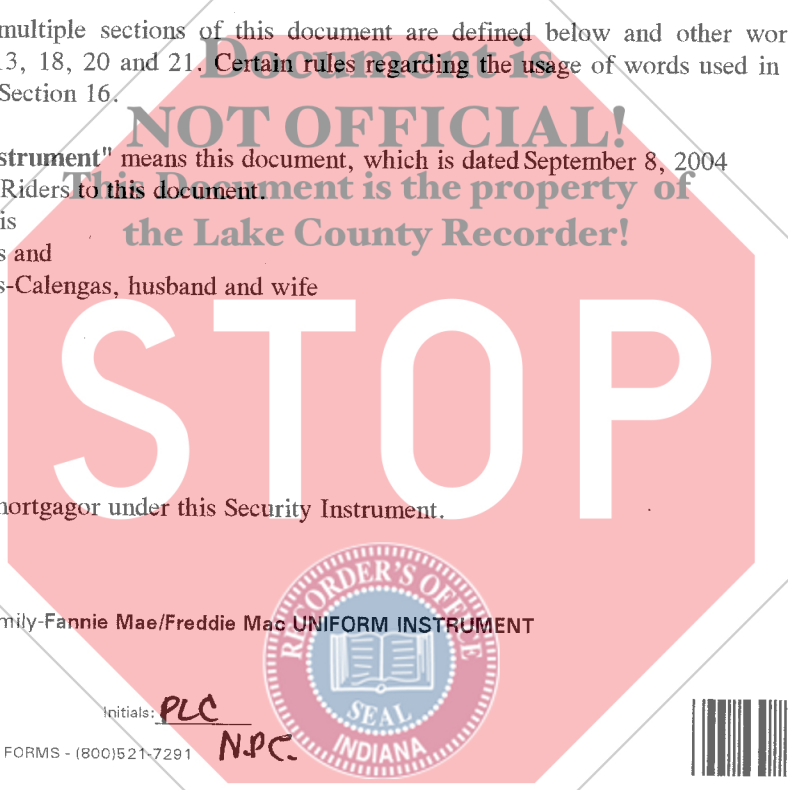 multiple sections of this document are defined below and other wor
3, 18, 20 and 21. Certain rules regarding the usage of words used in
Section 16.
Document is
NOT OFFICIAL!
This Document is the property of
the Lake County Recorder!
strument" means this document, which is dated September 8, 2004
Riders to this document.
is
s and
s-Calengas, husband and wife
STOP
mortgagor under this Security Instrument.
RECORDER'S OFFICE
SEAL
INDIANA
mily-Fannie Mae/Freddie Mac UNIFORM INSTRUMENT
Initials: PLC
N.P.C.
FORMS - (800)521-7291